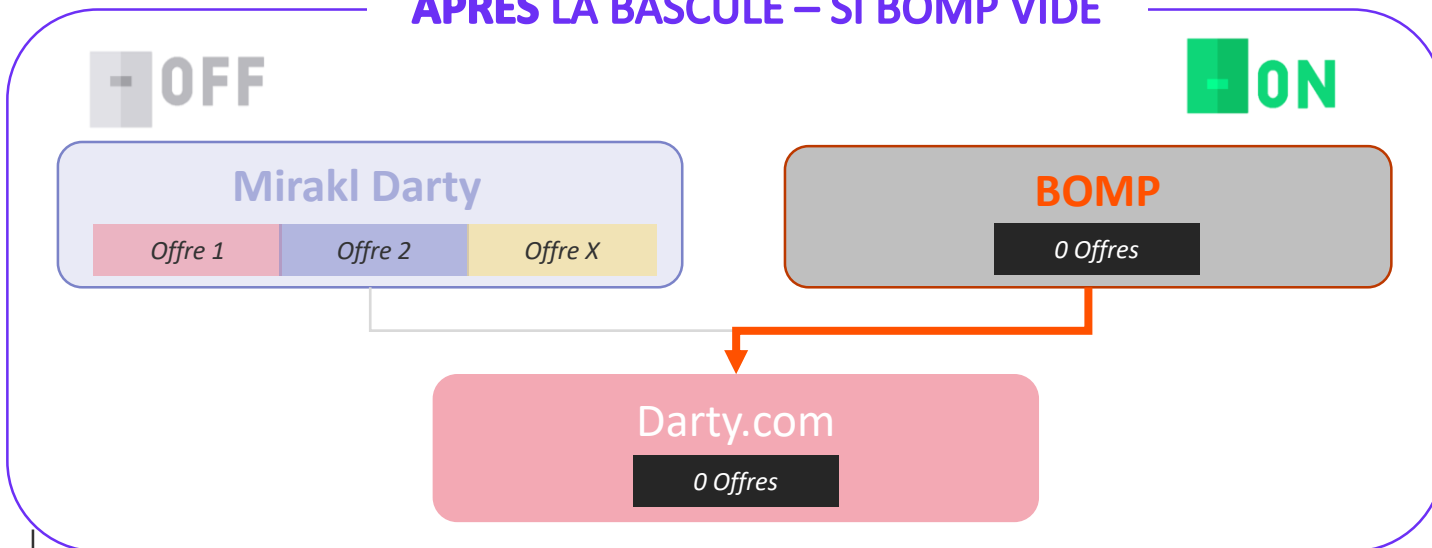 APRÈS LA BASCULE – SI BOMP VIDE
OFF
ON
Mirakl Darty
BOMP
Offre 1
Offre 2
Offre X
0 Offres
Darty.com
0 Offres